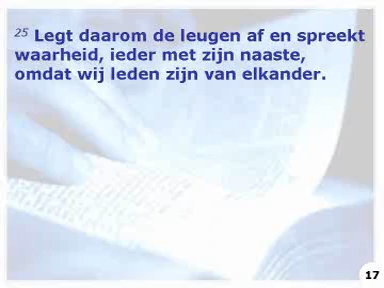 25 Legt daarom de leugen af en spreekt
waarheid, ieder met zijn naaste,
omdat wij leden zijn van elkander.
17